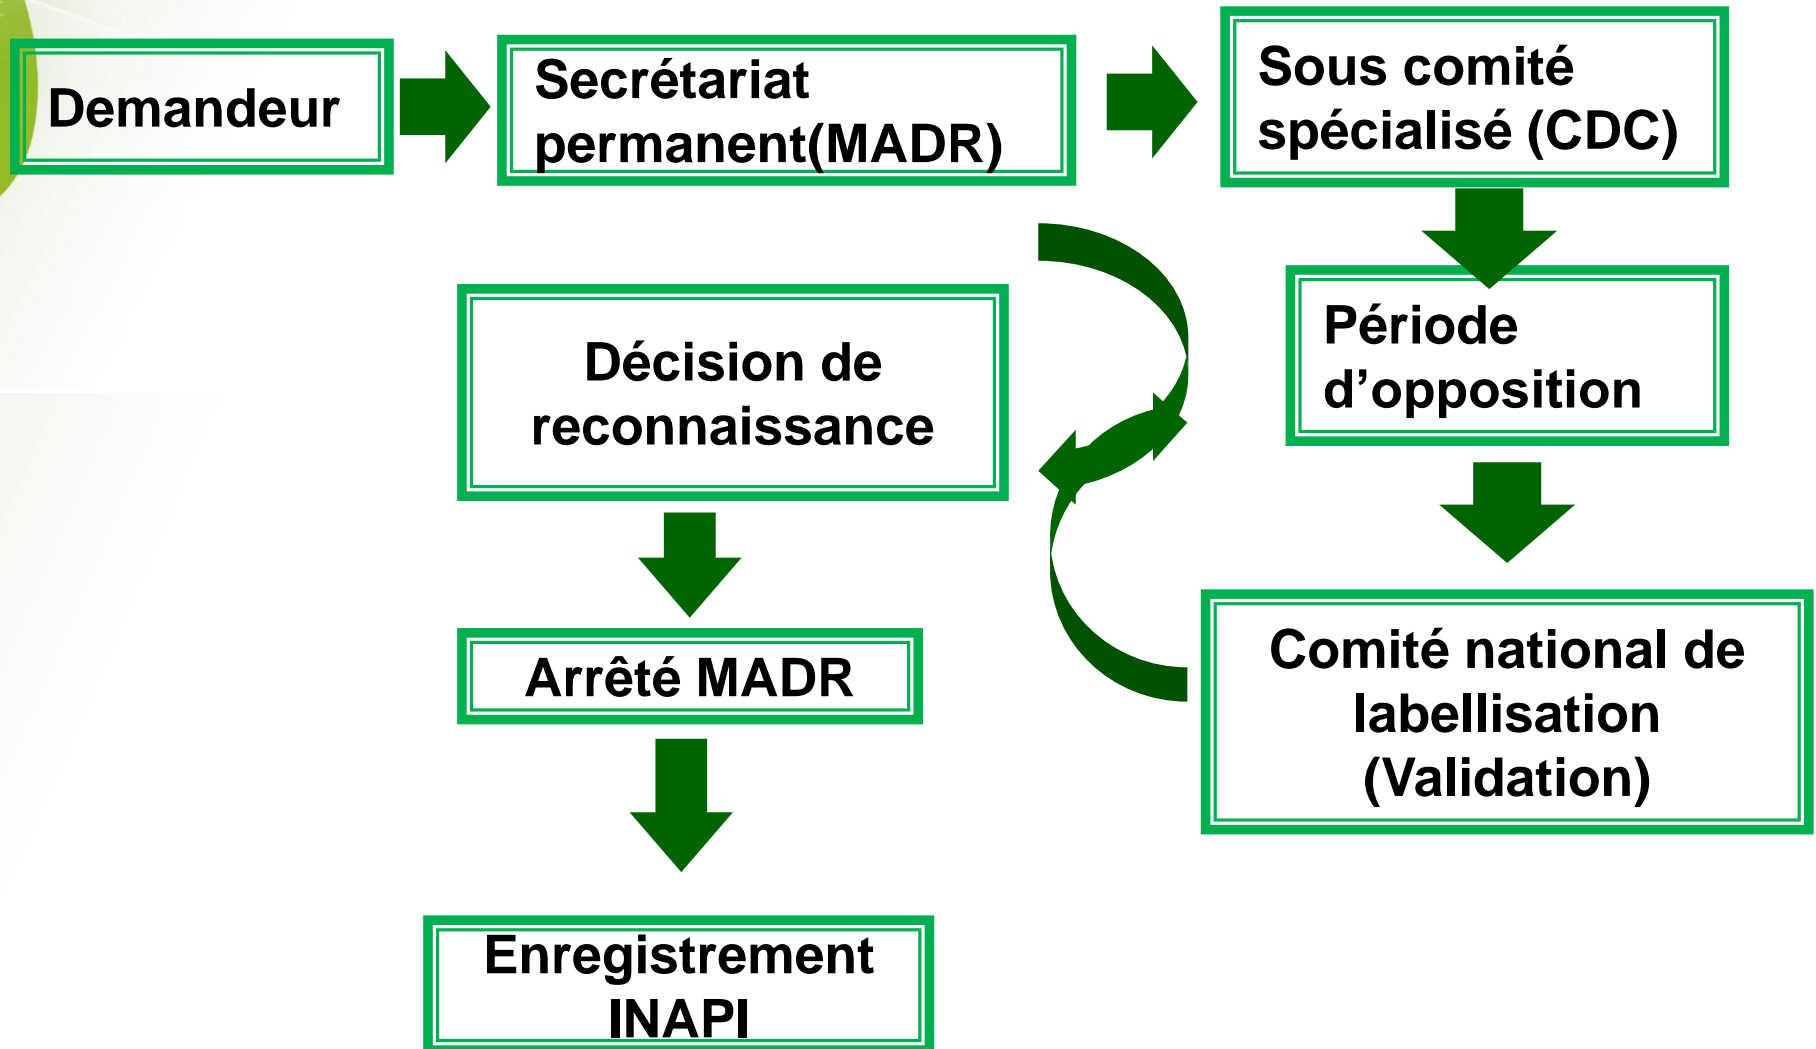 Demandeur
Secrétariat
permanent(MADR)
Sous comité
spécialisé (CDC)
Période
d’opposition
Comité national de
labellisation
(Validation)
Décision de
reconnaissance
Arrêté MADR
Enregistrement
INAPI